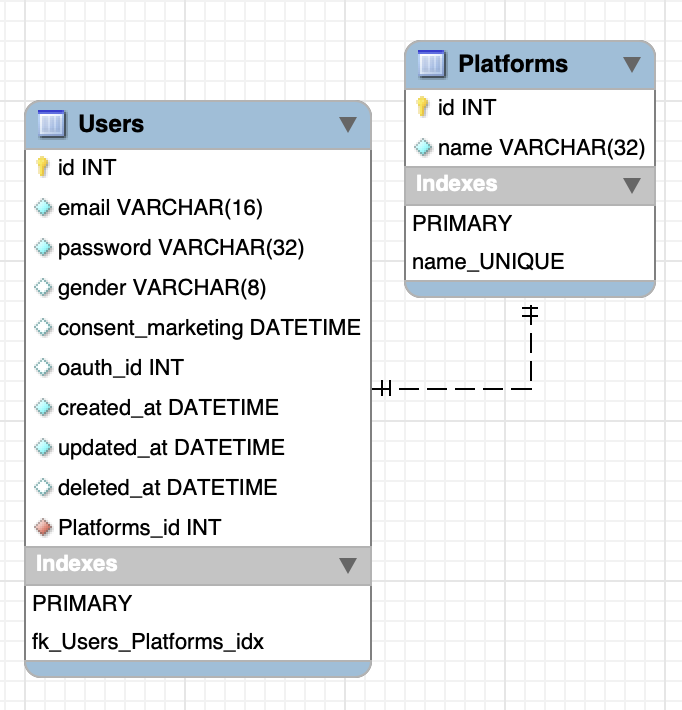 Users
id INT
email VARCHAR(16)
password VARCHAR(32)
gender VARCHAR(8)
consent_marketing DATETIME
oauth_id INT
created_at DATETIME
updated_at DATETIME
deleted_at DATETIME
Platforms_id INT
Indexes
PRIMARY
fk_Users_Platforms_idx
Platforms
id INT
name VARCHAR(32)
Indexes
PRIMARY
name_UNIQUE